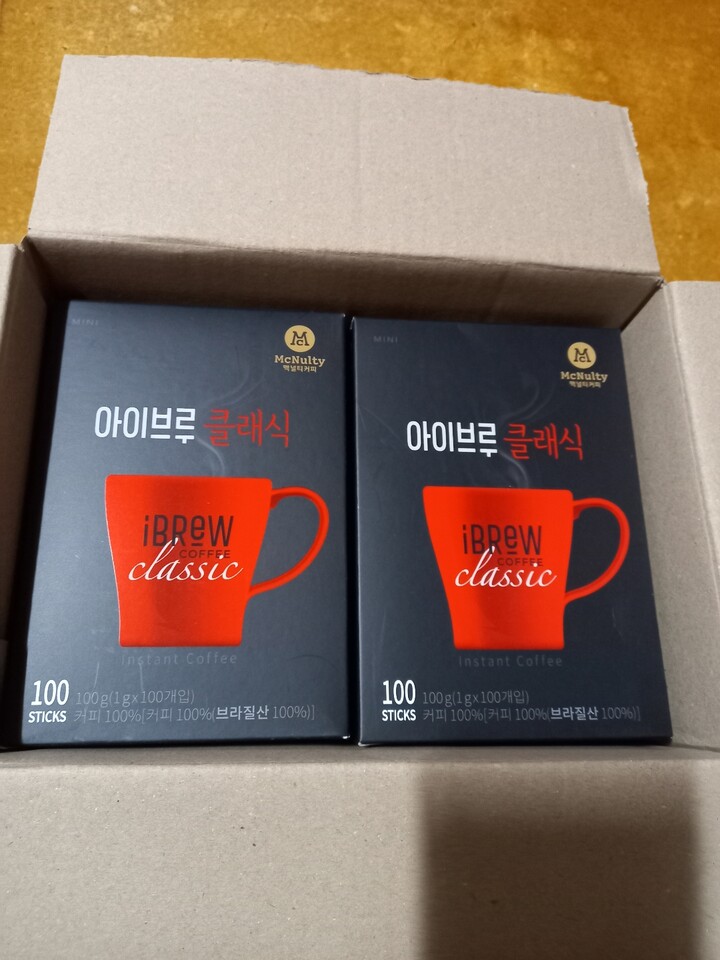 MINI
Mc
McNulty
맥널티커피
아이브루 클래식
iBREW
COFFEE
classic
Instant Coffee
100
STICKS
100g(1g×100개입)
커피 100%[커피 100%(브라질산 100%)]
MINI
Mc
McNulty
맥널티커피
아이브루 클래식
iBREW
COFFEE
classic
Instant Coffee
100
STICKS
100g(1g×100개입)
커피 100%[커피 100%(브라질산 100%)]